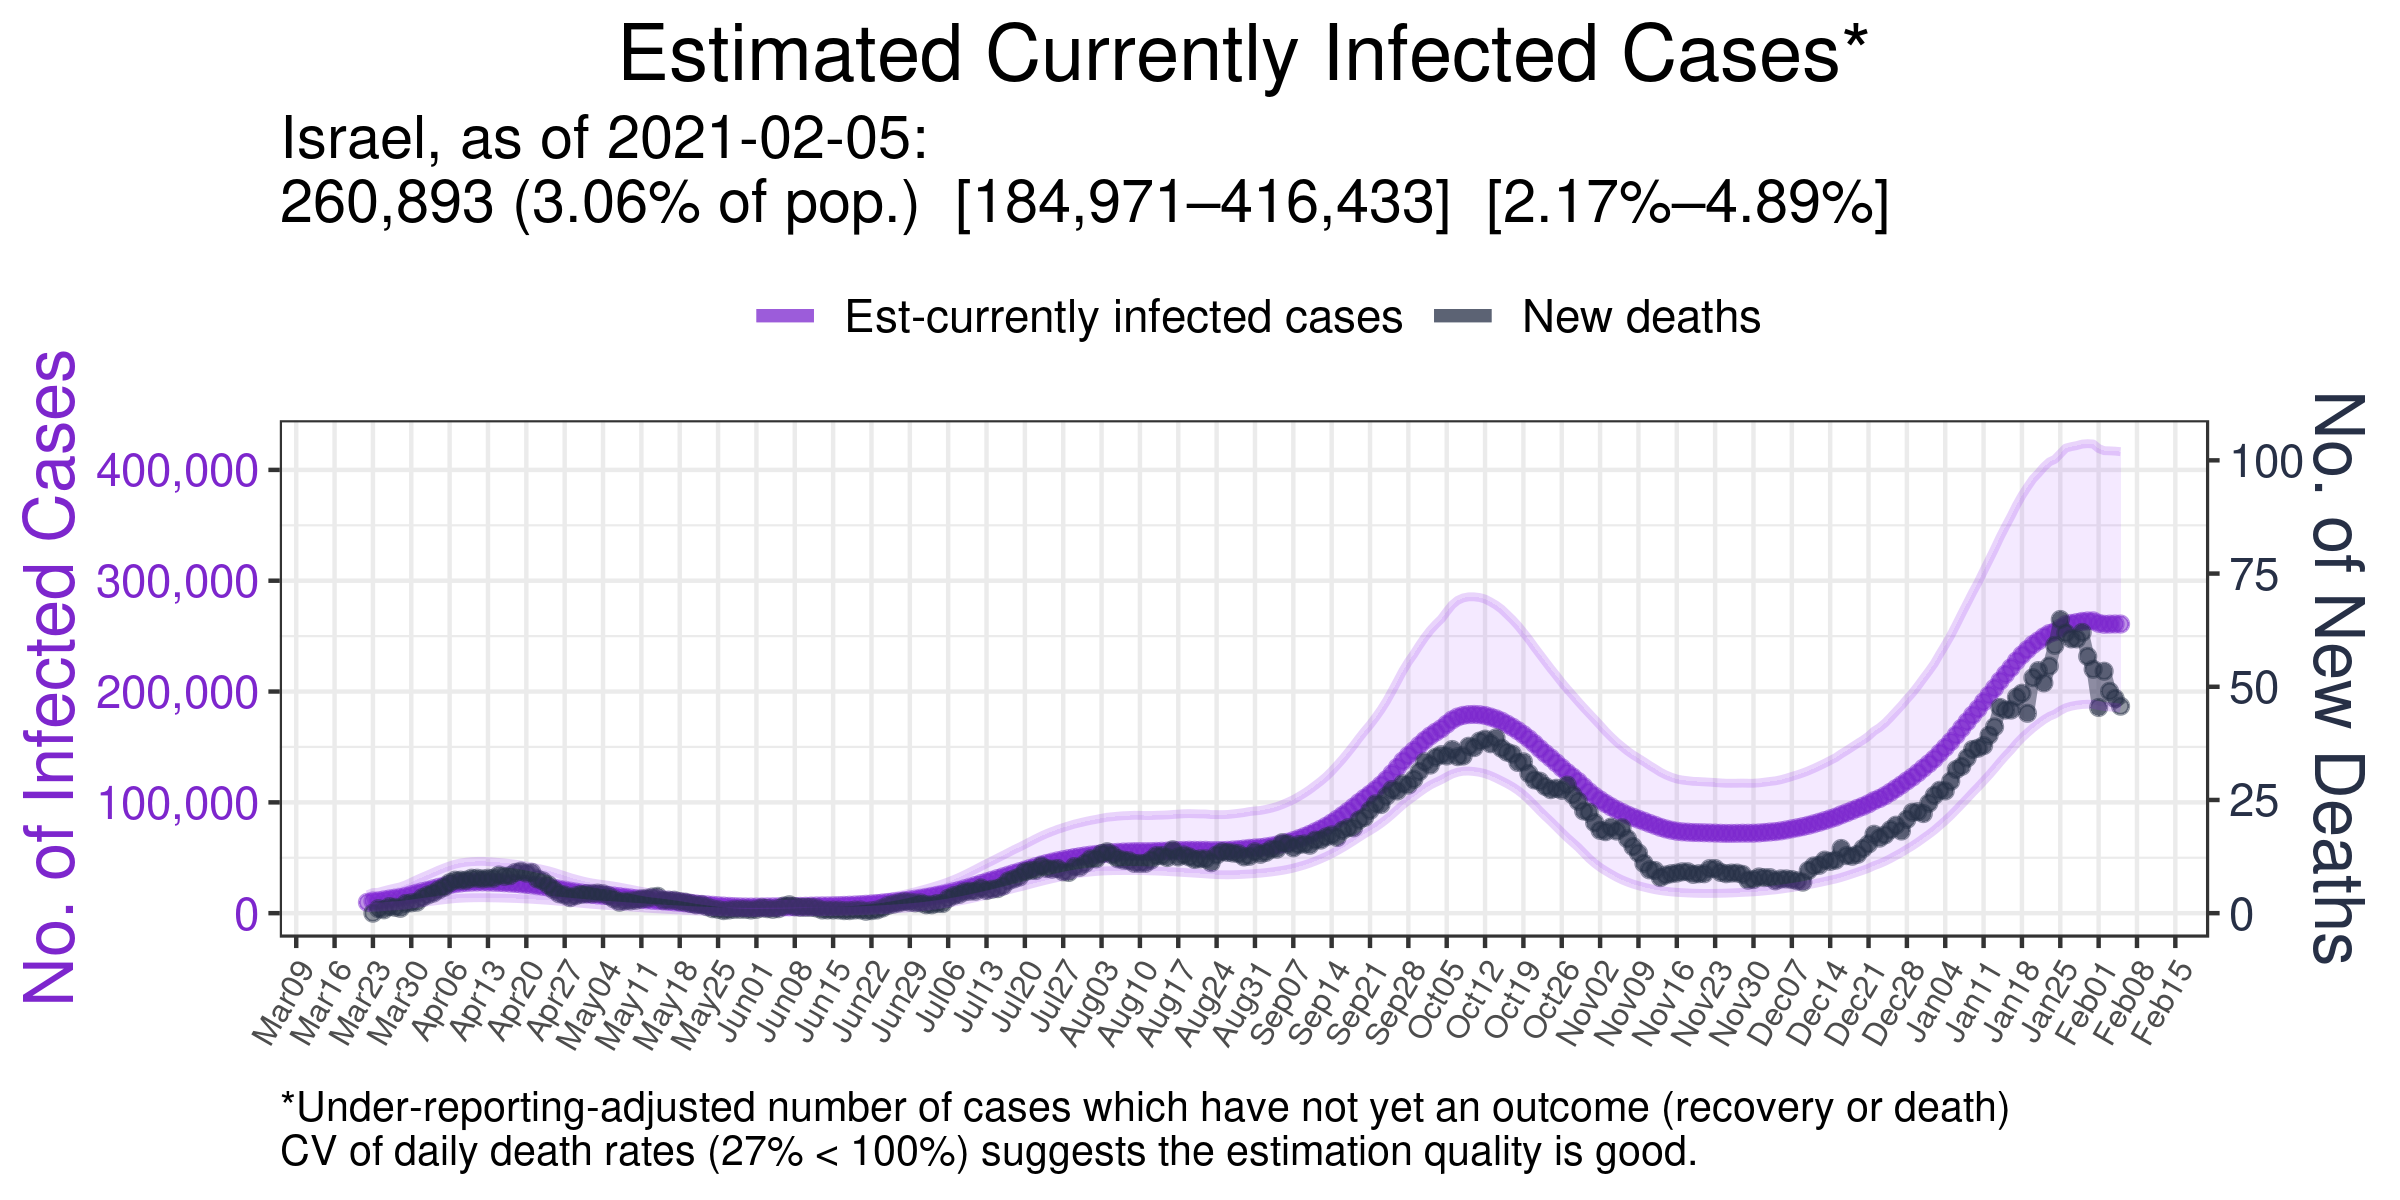 Estimated Currently Infected Cases*
Israel, as of 2021-02-05:
260,893 (3.06% of pop.)  [184,971–416,433]  [2.17%–4.89%]
Est-currently infected cases
New deaths
No. of Infected Cases
400,000
300,000
200,000
100,000
0
100
75
50
25
0
No. of New Deaths
Mar09
Mar16
Mar23
Mar30
Apr06
Apr13
Apr20
Apr27
May04
May11
May18
May25
Jun01
Jun08
Jun15
Jun22
Jun29
Jul06
Jul13
Jul20
Jul27
Aug03
Aug10
Aug17
Aug24
Aug31
Sep07
Sep14
Sep21
Sep28
Oct05
Oct12
Oct19
Oct26
Nov02
Nov09
Nov16
Nov23
Nov30
Dec07
Dec14
Dec21
Dec28
Jan04
Jan11
Jan18
Jan25
Feb01
Feb08
Feb15
*Under-reporting-adjusted number of cases which have not yet an outcome (recovery or death)
CV of daily death rates (27% < 100%) suggests the estimation quality is good.